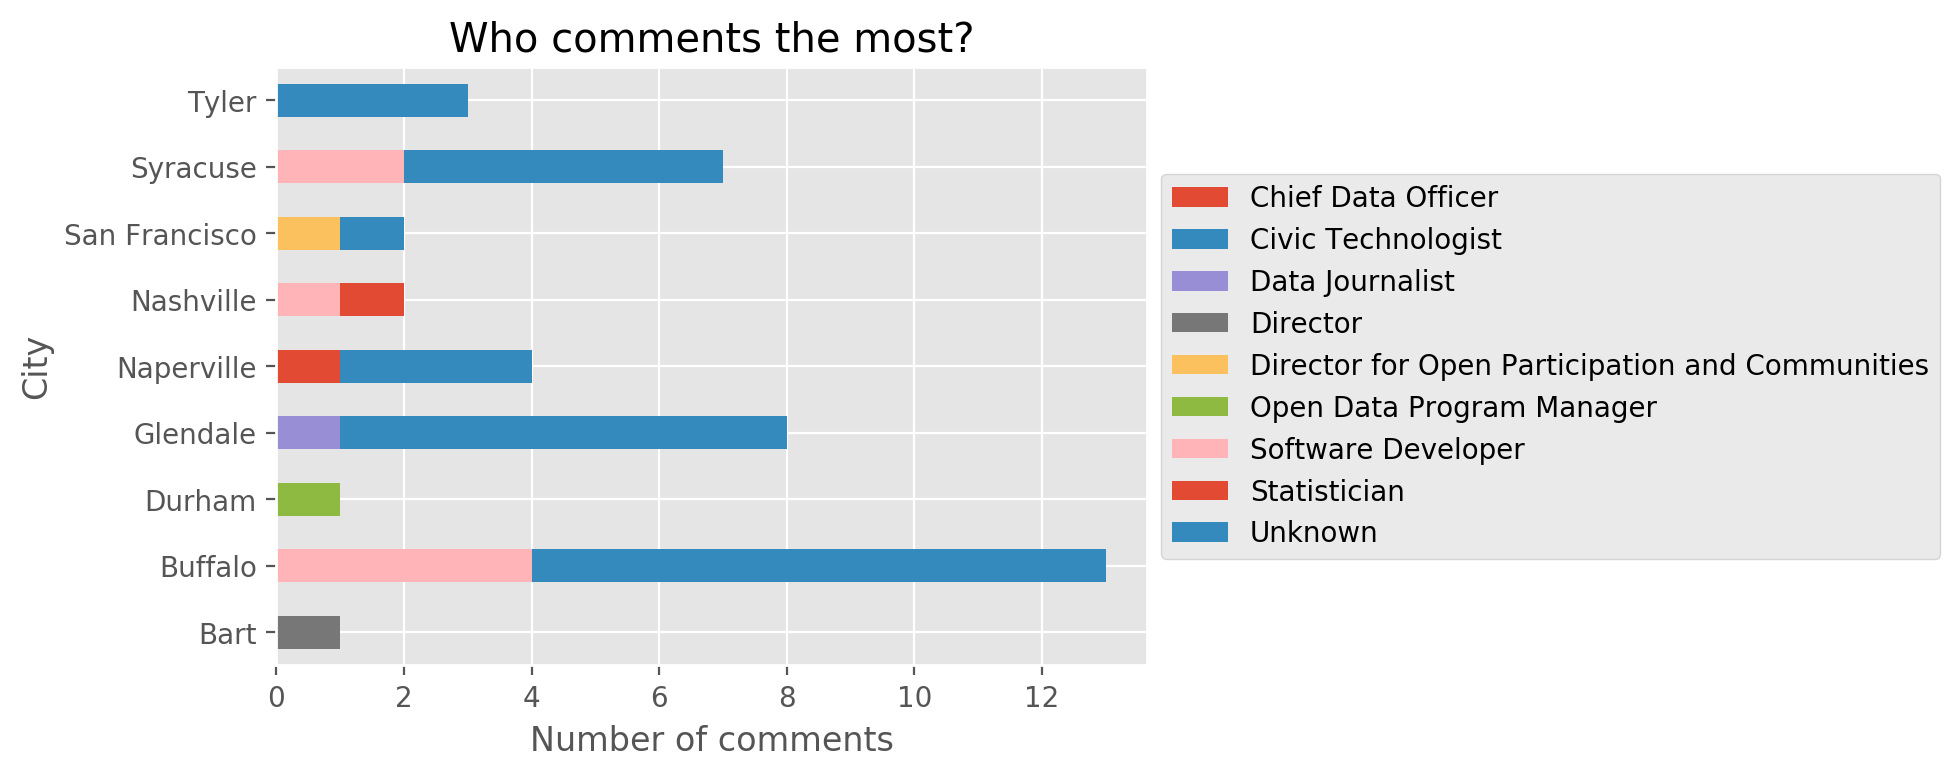 Who comments the most?
Tyler
Syracuse
San Francisco
Nashville
Naperville
Glendale
Durham
Buffalo
Bart
City
0 2 4 6 8 10 12
Number of comments
Chief Data Officer
Civic Technologist
Data Journalist
Director
Director for Open Participation and Communities
Open Data Program Manager
Software Developer
Statistician
Unknown